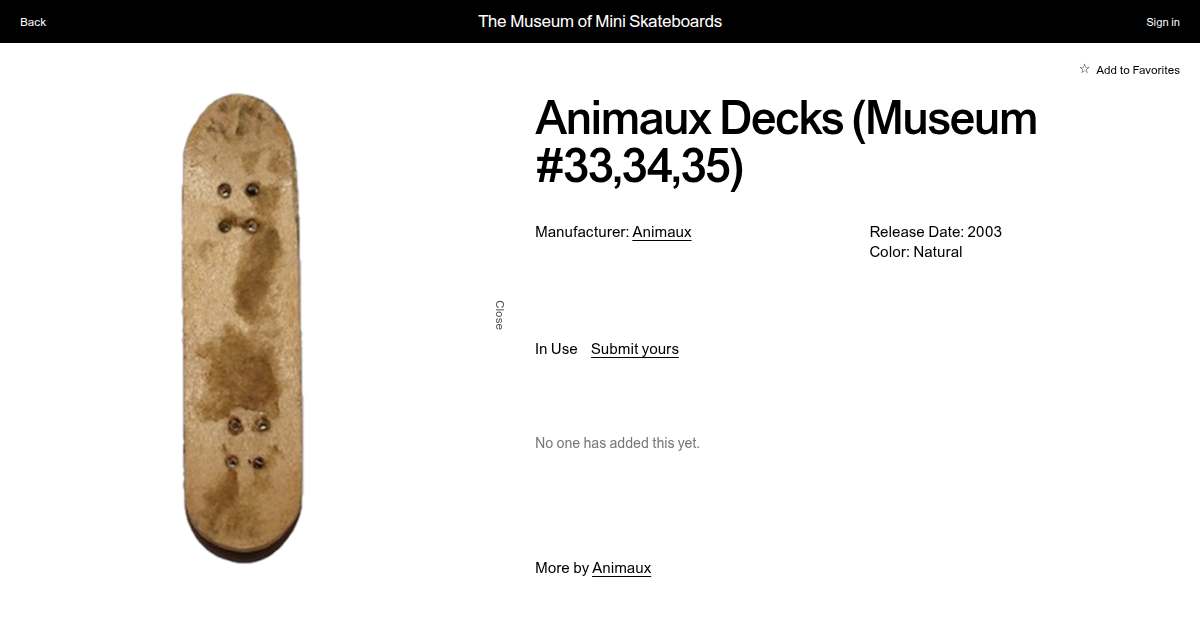 Back
The Museum of Mini Skateboards
Sign in
☆ Add to Favorites
Animaux Decks (Museum
#33,34,35)
Manufacturer: Animaux
Release Date: 2003
Color: Natural
Close
In Use Submit yours
No one has added this yet.
More by Animaux